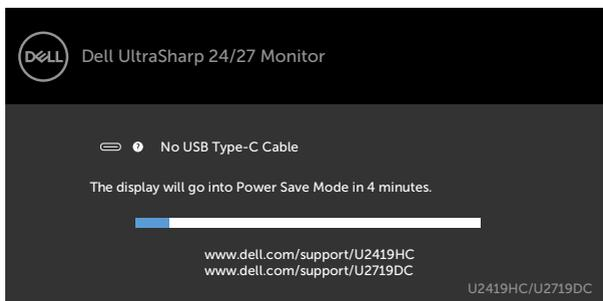 DELL
Dell UltraSharp 24/27 Monitor
? No USB Type-C Cable
The display will go into Power Save Mode in 4 minutes.
www.dell.com/support/U2419HC
www.dell.com/support/U2719DC
U2419HC/U2719DC